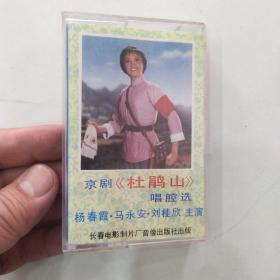 京剧《杜鹃山》
唱腔选
杨春霞·马永安·刘桂欣 主演
长春电影制片厂音像出版社出版